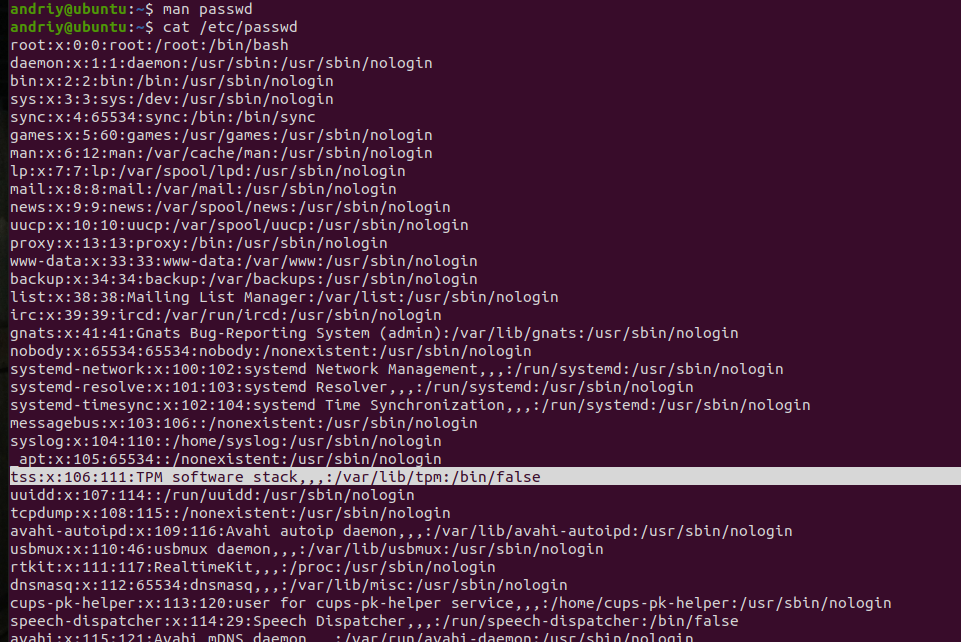 andriy@ubuntu:~$ man passwd
andriy@ubuntu:~$ cat /etc/passwd
root:x:0:0:root:/root:/bin/bash
daemon:x:1:1:daemon:/usr/sbin:/usr/sbin/nologin
bin:x:2:2:bin:/bin:/usr/sbin/nologin
sys:x:3:3:sys:/dev:/usr/sbin/nologin
sync:x:4:65534:sync:/bin:/bin/sync
games:x:5:60:games:/usr/games:/usr/sbin/nologin
man:x:6:12:man:/var/cache/man:/usr/sbin/nologin
lp:x:7:7:lp:/var/spool/lpd:/usr/sbin/nologin
mail:x:8:8:mail:/var/mail:/usr/sbin/nologin
news:x:9:9:news:/var/spool/news:/usr/sbin/nologin
uucp:x:10:10:uucp:/var/spool/uucp:/usr/sbin/nologin
proxy:x:13:13:proxy:/bin:/usr/sbin/nologin
www-data:x:33:33:www-data:/var/www:/usr/sbin/nologin
backup:x:34:34:backup:/var/backups:/usr/sbin/nologin
list:x:38:38:Mailing List Manager:/var/list:/usr/sbin/nologin
irc:x:39:39:ircd:/var/run/ircd:/usr/sbin/nologin
gnats:x:41:41:Gnats Bug-Reporting System (admin):/var/lib/gnats:/usr/sbin/nologin
nobody:x:65534:65534:nobody:/nonexistent:/usr/sbin/nologin
systemd-network:x:100:102:systemd Network Management,,,:/run/systemd:/usr/sbin/nologin
systemd-resolve:x:101:103:systemd Resolver,,,:/run/systemd:/usr/sbin/nologin
systemd-timesync:x:102:104:systemd Time Synchronization,,,:/run/systemd:/usr/sbin/nologin
messagebus:x:103:106::/nonexistent:/usr/sbin/nologin
syslog:x:104:110::/home/syslog:/usr/sbin/nologin
_apt:x:105:65534::/nonexistent:/usr/sbin/nologin
tss:x:106:111:TPM software stack,,,:/var/lib/tpm:/bin/false
uuidd:x:107:114::/run/uuidd:/usr/sbin/nologin
tcpdump:x:108:115::/nonexistent:/usr/sbin/nologin
avahi-autoipd:x:109:116:Avahi autoip daemon,,,:/var/lib/avahi-autoipd:/usr/sbin/nologin
usbmux:x:110:46:usbmux daemon,,,:/var/lib/usbmux:/usr/sbin/nologin
rtkit:x:111:117:RealtimeKit,,,:/proc:/usr/sbin/nologin
dnsmasq:x:112:65534:dnsmasq,,,:/var/lib/misc:/usr/sbin/nologin
cups-pk-helper:x:113:120:user for cups-pk-helper service,,,:/home/cups-pk-helper:/usr/sbin/nologin
speech-dispatcher:x:114:29:Speech Dispatcher,,,:/run/speech-dispatcher:/bin/false
avahi:x:115:121:Avahi mDNS daemon,,,:/var/run/avahi-daemon:/usr/sbin/nologin